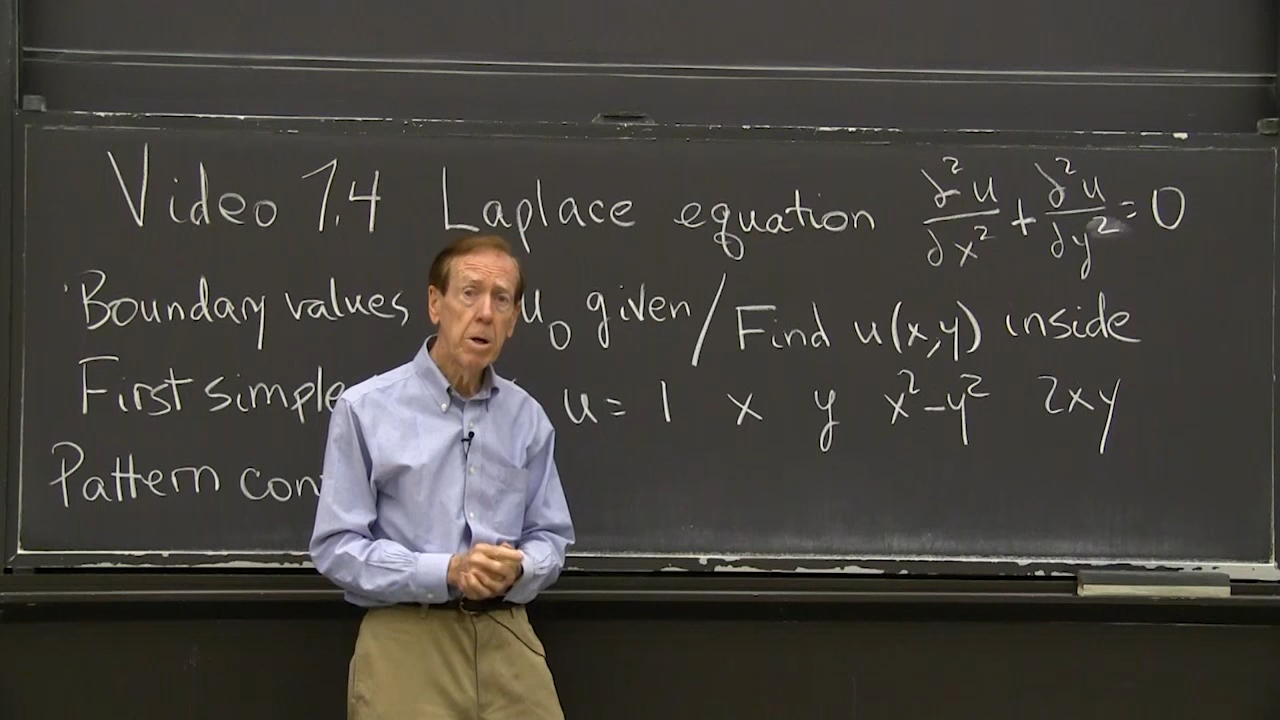 Video 7.4 Laplace equation ∂²u/∂x² + ∂²u/∂y² = 0
Boundary values u₀ given / Find u(x,y) inside
First simple u = 1 x y x²-y² 2xy
Pattern